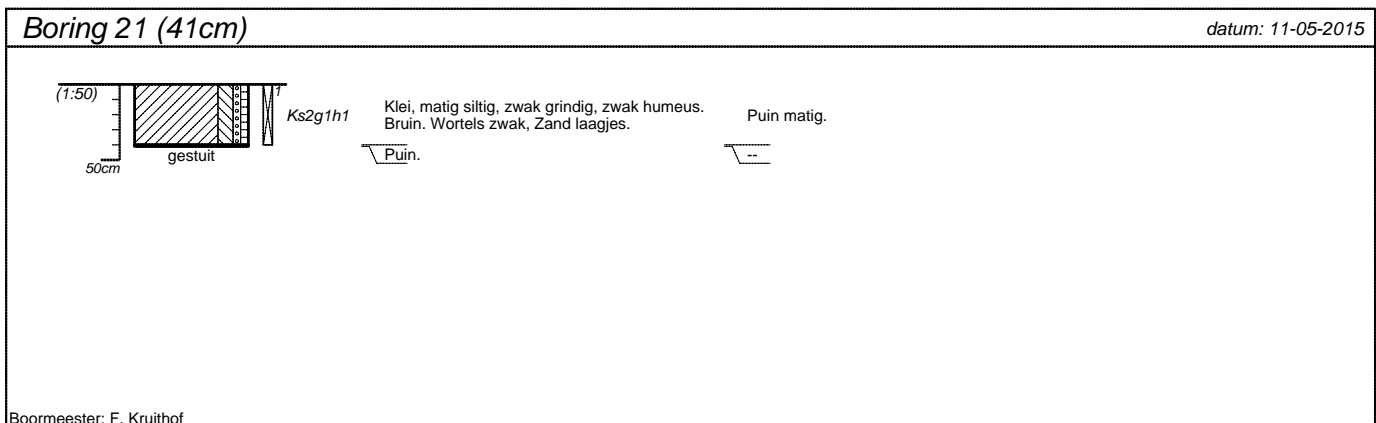 Boring 21 (41cm)
datum: 11-05-2015
(1:50)
1
Ks2g1h1
Klei, matig siltig, zwak grindig, zwak humeus.
Bruin. Wortels zwak, Zand laagjes.
Puin matig.
gestuit
Puin.
--
50cm
Boormeester: F. Kruithof